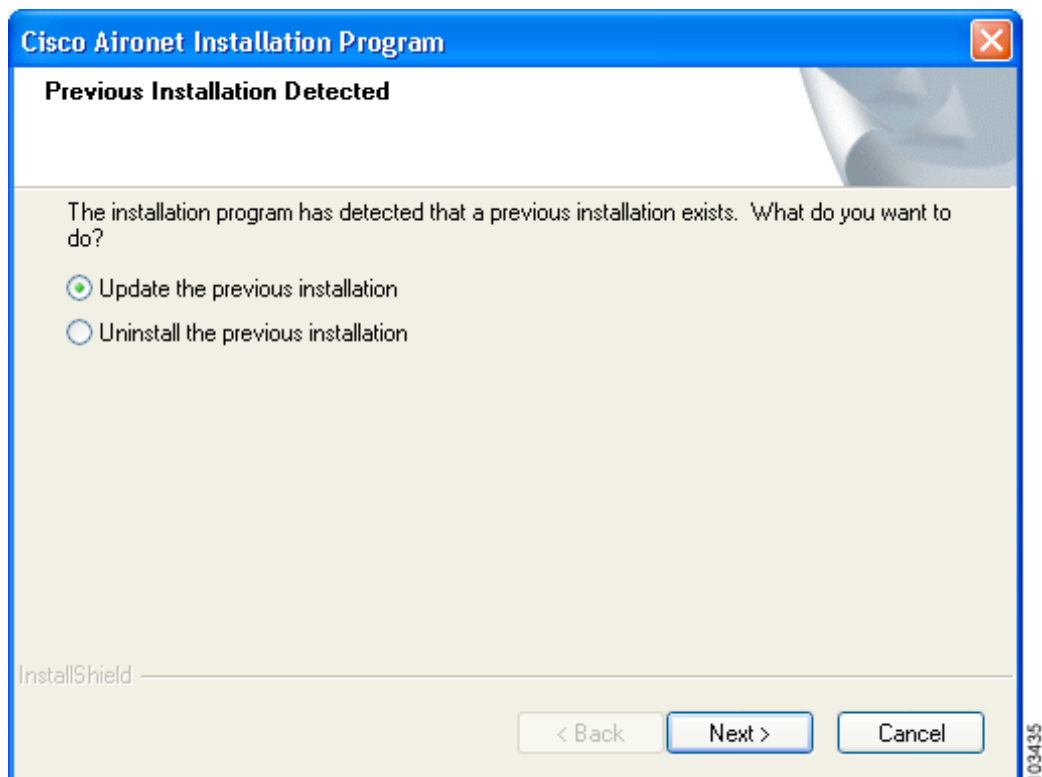 Cisco Aironet Installation Program
Previous Installation Detected
The installation program has detected that a previous installation exists.  What do you want to
do?
Update the previous installation
Uninstall the previous installation
InstallShield
< Back
Next >
Cancel